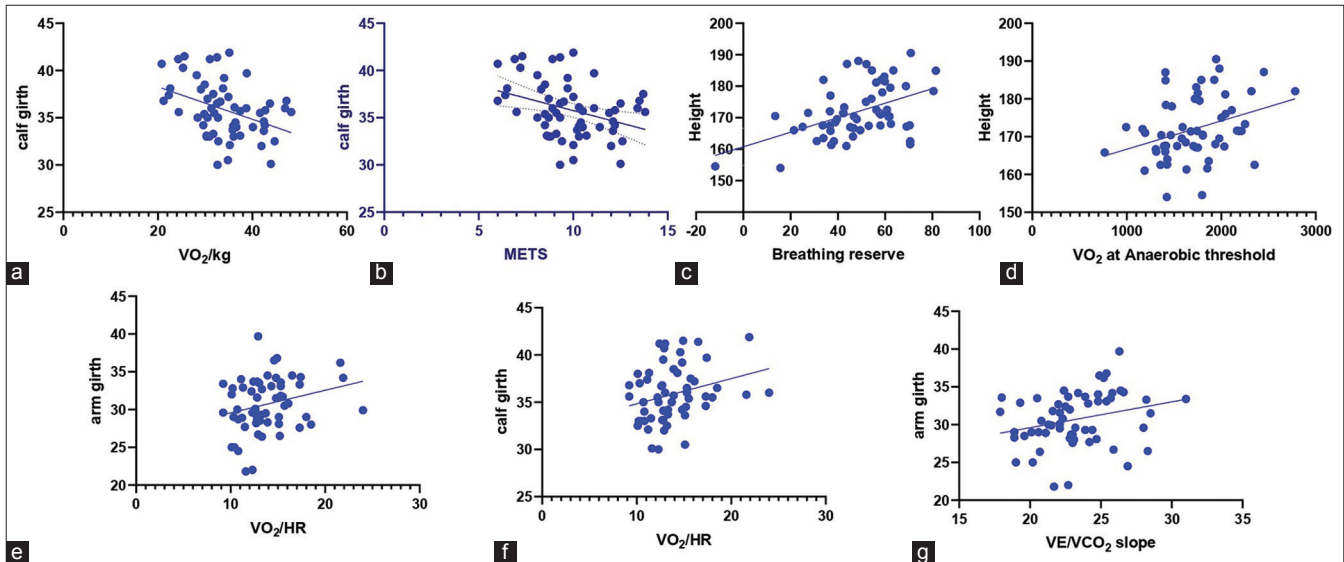 45
40
35
30
25
calf girth
0 20 40 60
VO₂/kg
a
45
40
35
30
25
calf girth
0 5 10 15
METS
b
200
190
180
170
160
150
140
Height
-20 0 20 40 60 80 100
Breathing reserve
c
200
190
180
170
160
150
Height
0 1000 2000 3000
VO₂ at Anaerobic threshold
d
45
40
35
30
25
20
arm girth
0 10 20 30
VO₂/HR
e
45
40
35
30
25
calf girth
0 10 20 30
VO₂/HR
f
45
40
35
30
25
20
arm girth
15 20 25 30 35
VE/VCO₂ slope
g